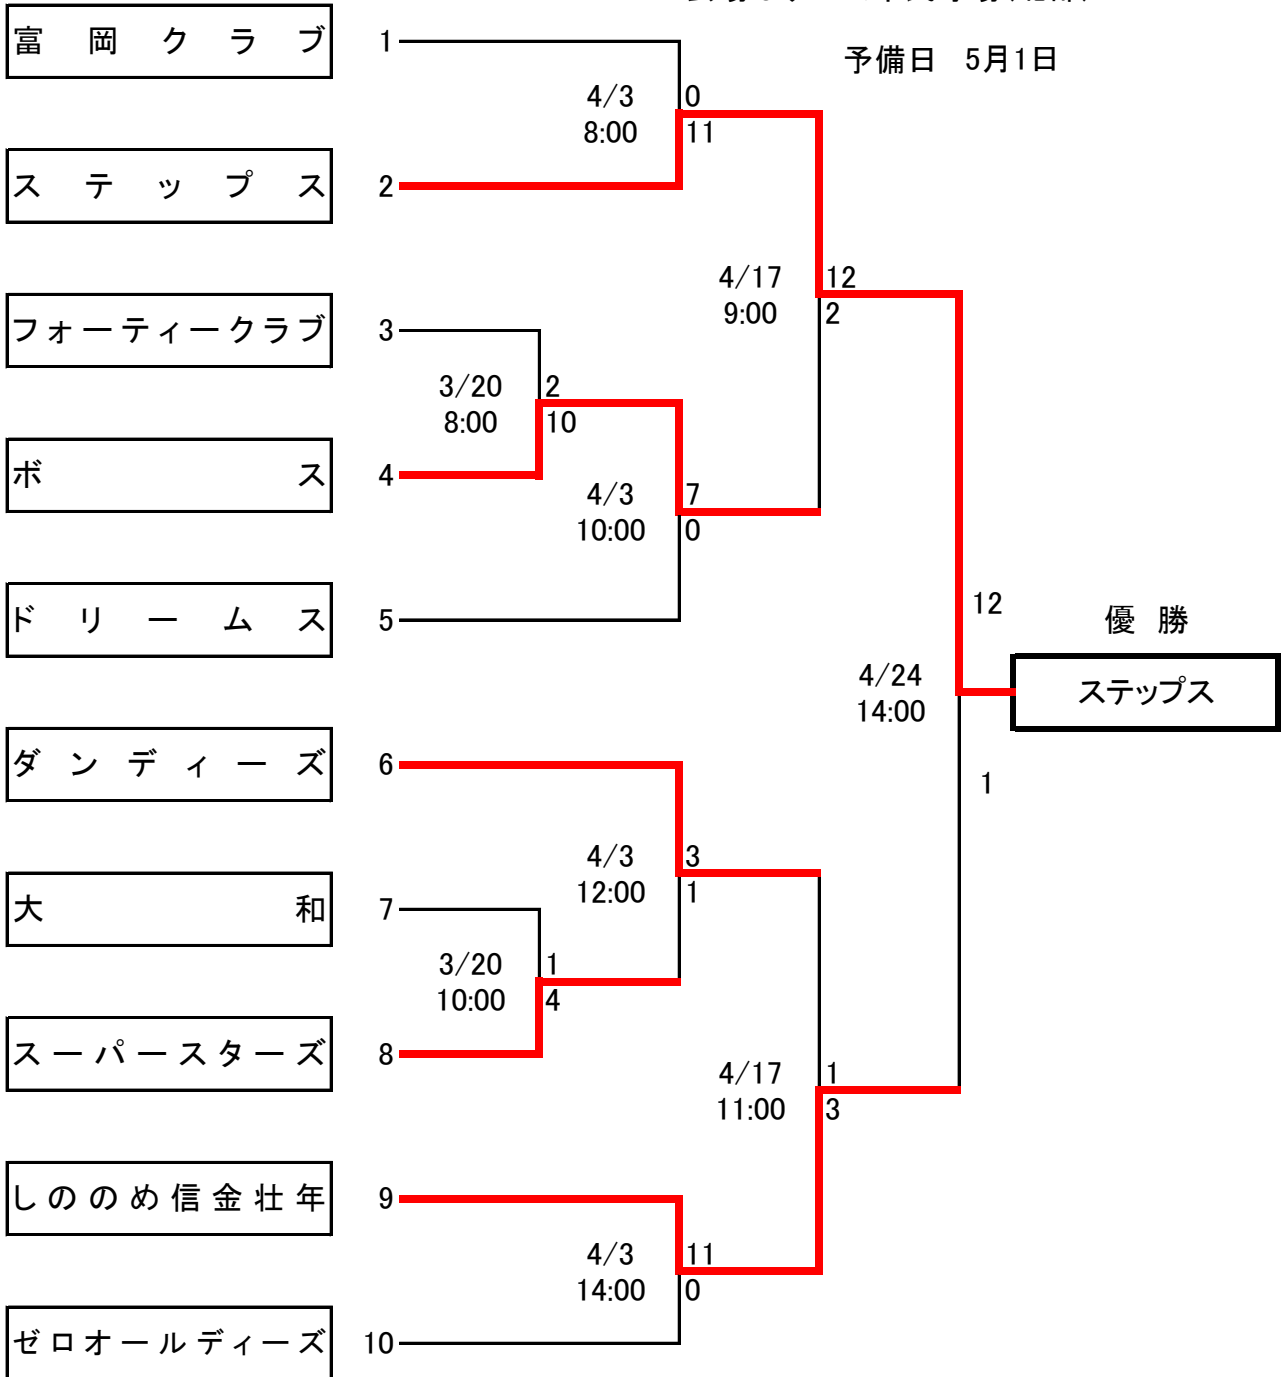 富岡クラブ 1
予備日 5月1日
4/3 0
8:00 11
ステップス 2
4/17 12
9:00 2
フォーティークラブ 3
3/20 2
8:00 10
ボス 4
4/3 7
10:00 0
ドリームス 5
12
優勝
4/24
ステップス
14:00
ダンディーズ 6
1
4/3 3
12:00 1
大和 7
3/20 1
10:00 4
スーパースターズ 8
4/17 1
11:00 3
しののめ信金壮年 9
4/3 11
14:00 0
ゼロオールディーズ 10